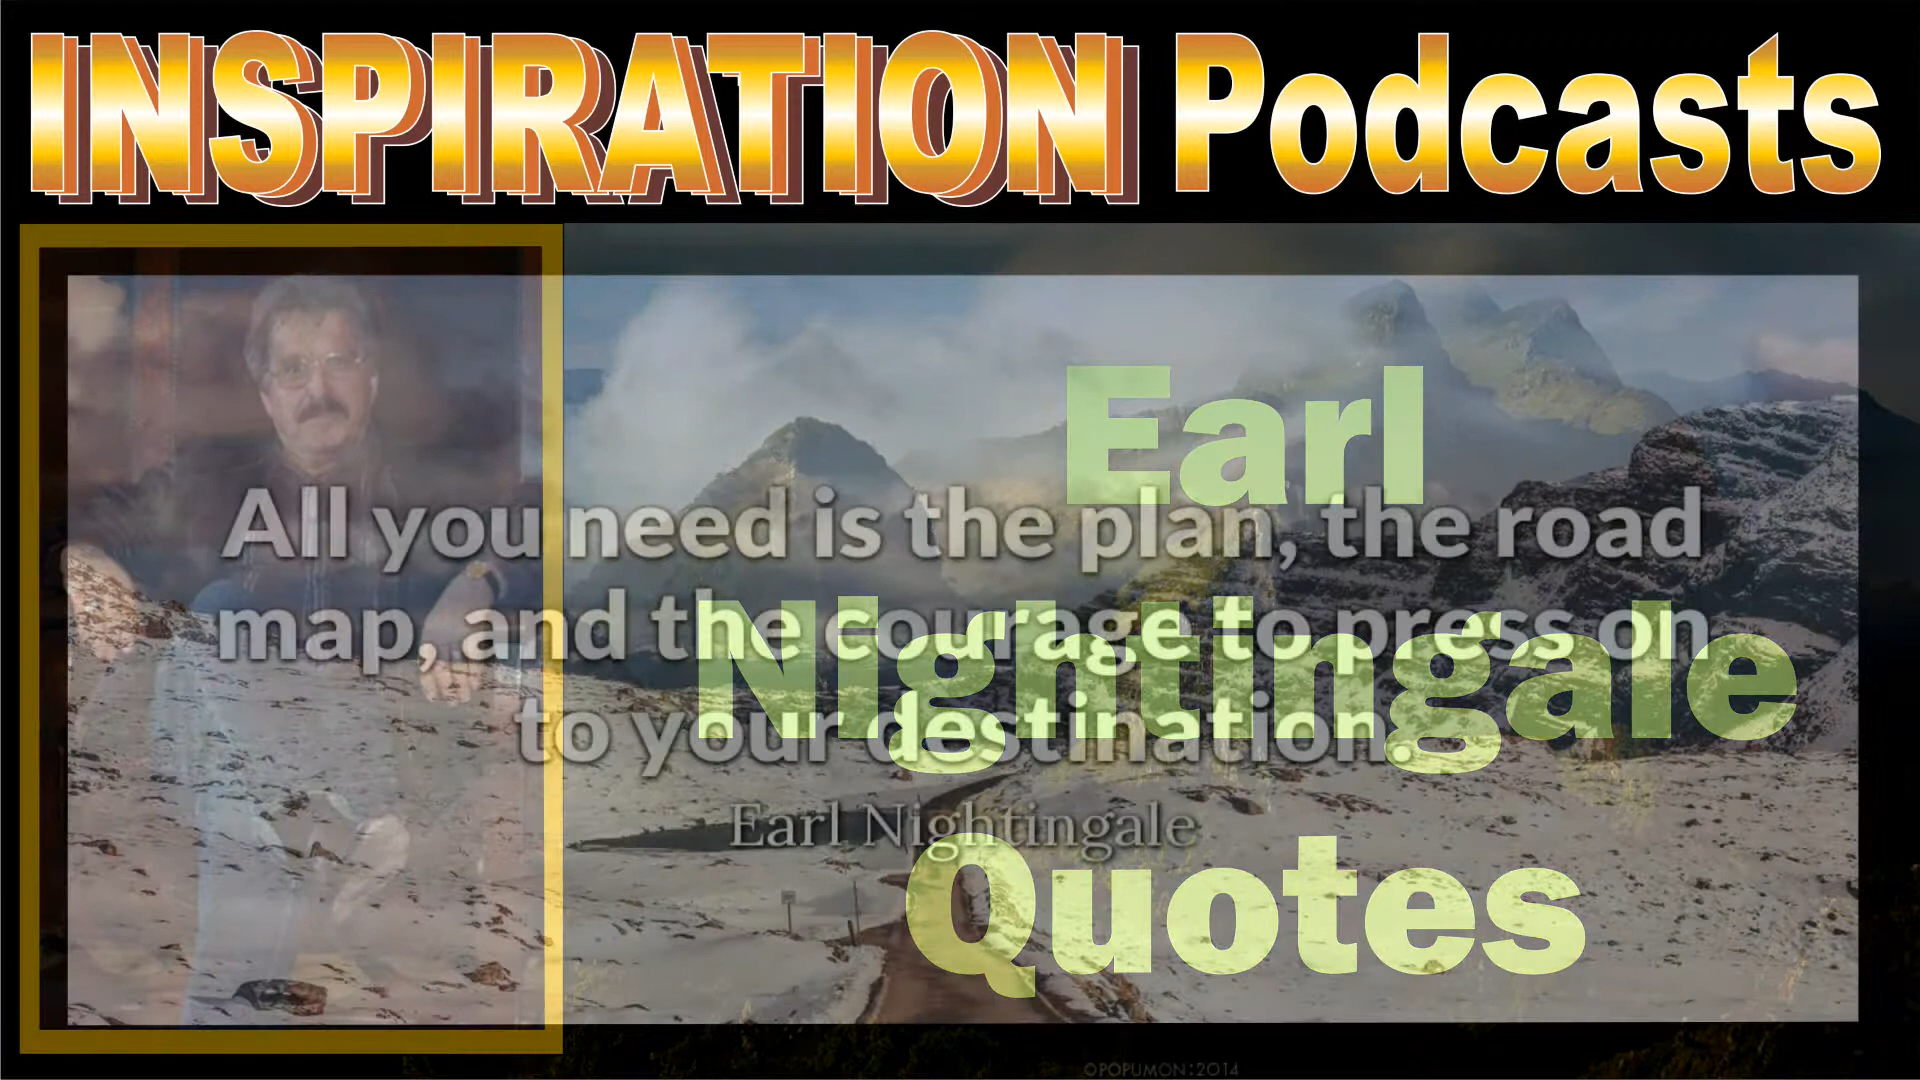 INSPIRATION Podcasts
Earl
All you need is the plan, the road
map, and the courage to press on
Nightingale
to your destination.
Earl Nightingale
Quotes
©POPUMON:2014